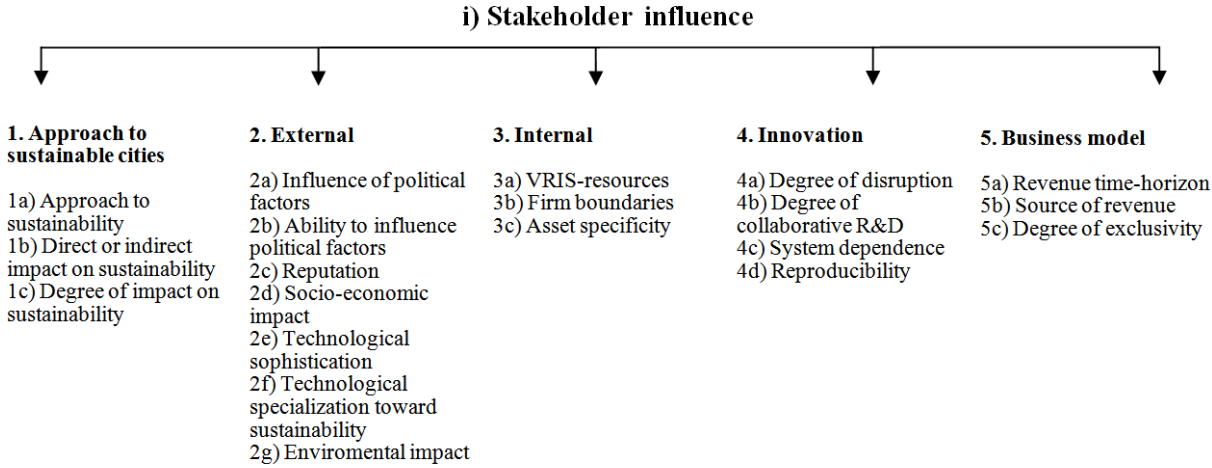 i) Stakeholder influence
1. Approach to
sustainable cities
1a) Approach to
sustainability
1b) Direct or indirect
impact on sustainability
1c) Degree of impact on
sustainability
2. External
2a) Influence of political
factors
2b) Ability to influence
political factors
2c) Reputation
2d) Socio-economic
impact
2e) Technological
sophistication
2f) Technological
specialization toward
sustainability
2g) Enviromental impact
3. Internal
3a) VRIS-resources
3b) Firm boundaries
3c) Asset specificity
4. Innovation
4a) Degree of disruption
4b) Degree of
collaborative R&D
4c) System dependence
4d) Reproducibility
5. Business model
5a) Revenue time-horizon
5b) Source of revenue
5c) Degree of exclusivity